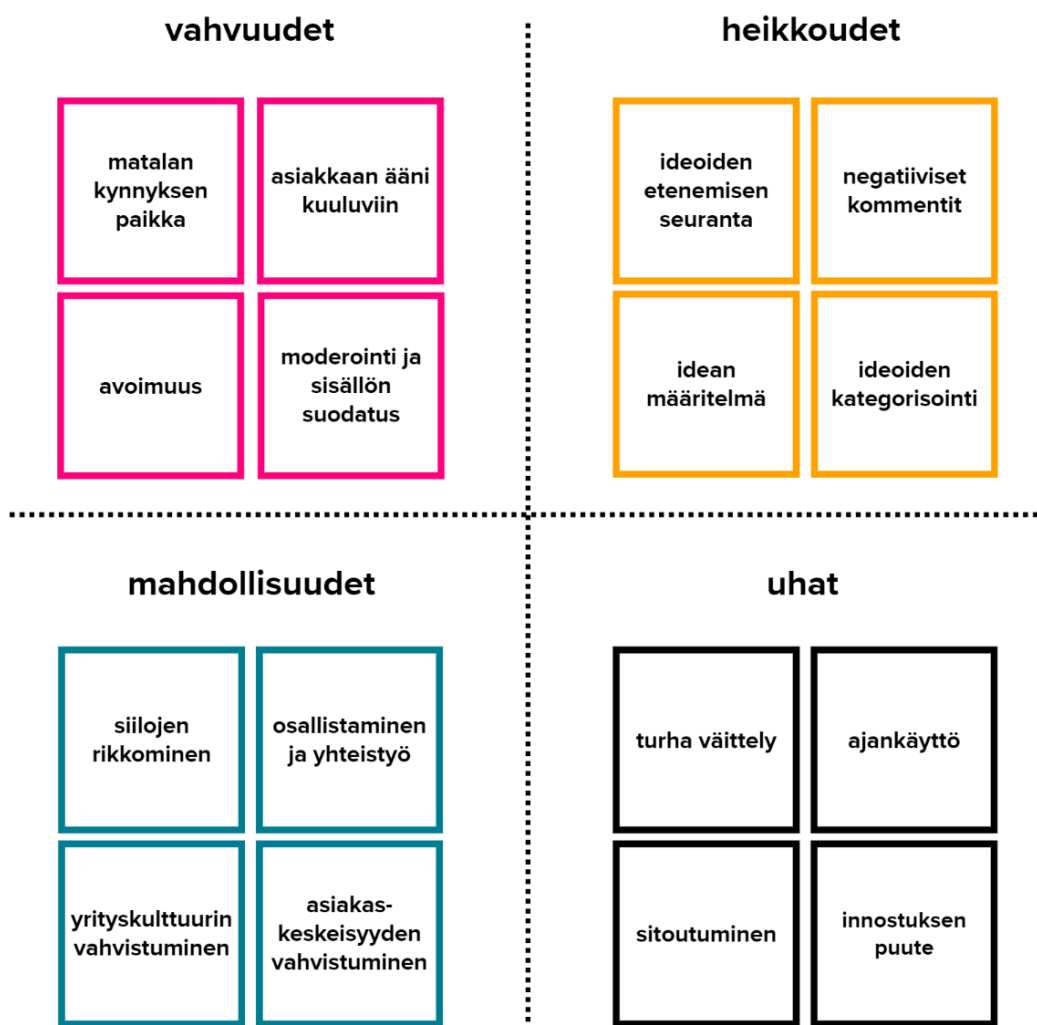 vahvuudet
matalan
kynnyksen
paikka
asiakkaan ääni
kuuluviin
avoimuus
moderointi ja
sisällön
suodatus
heikkoudet
ideoiden
etenemisen
seuranta
negatiiviset
kommentit
idean
määritelmä
ideoiden
kategorisointi
mahdollisuudet
siilojen
rikkominen
osallistaminen
ja yhteistyö
yrityskulttuurin
vahvistuminen
asiakas-
keskeisyyden
vahvistuminen
uhat
turha väittely
ajankäyttö
sitoutuminen
innostuksen
puute